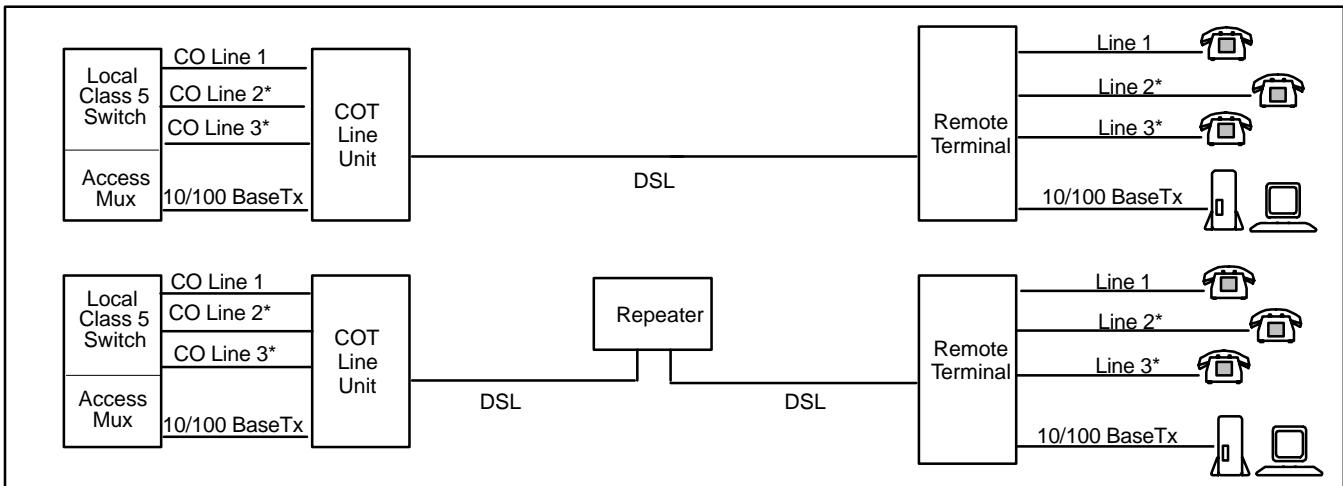 Local
Class 5
Switch
Access
Mux
CO Line 1
CO Line 2*
CO Line 3*
10/100 BaseTx
COT
Line
Unit
DSL
Remote
Terminal
Line 1
Line 2*
Line 3*
10/100 BaseTx
Local
Class 5
Switch
Access
Mux
CO Line 1
CO Line 2*
CO Line 3*
10/100 BaseTx
COT
Line
Unit
DSL
Repeater
DSL
Remote
Terminal
Line 1
Line 2*
Line 3*
10/100 BaseTx